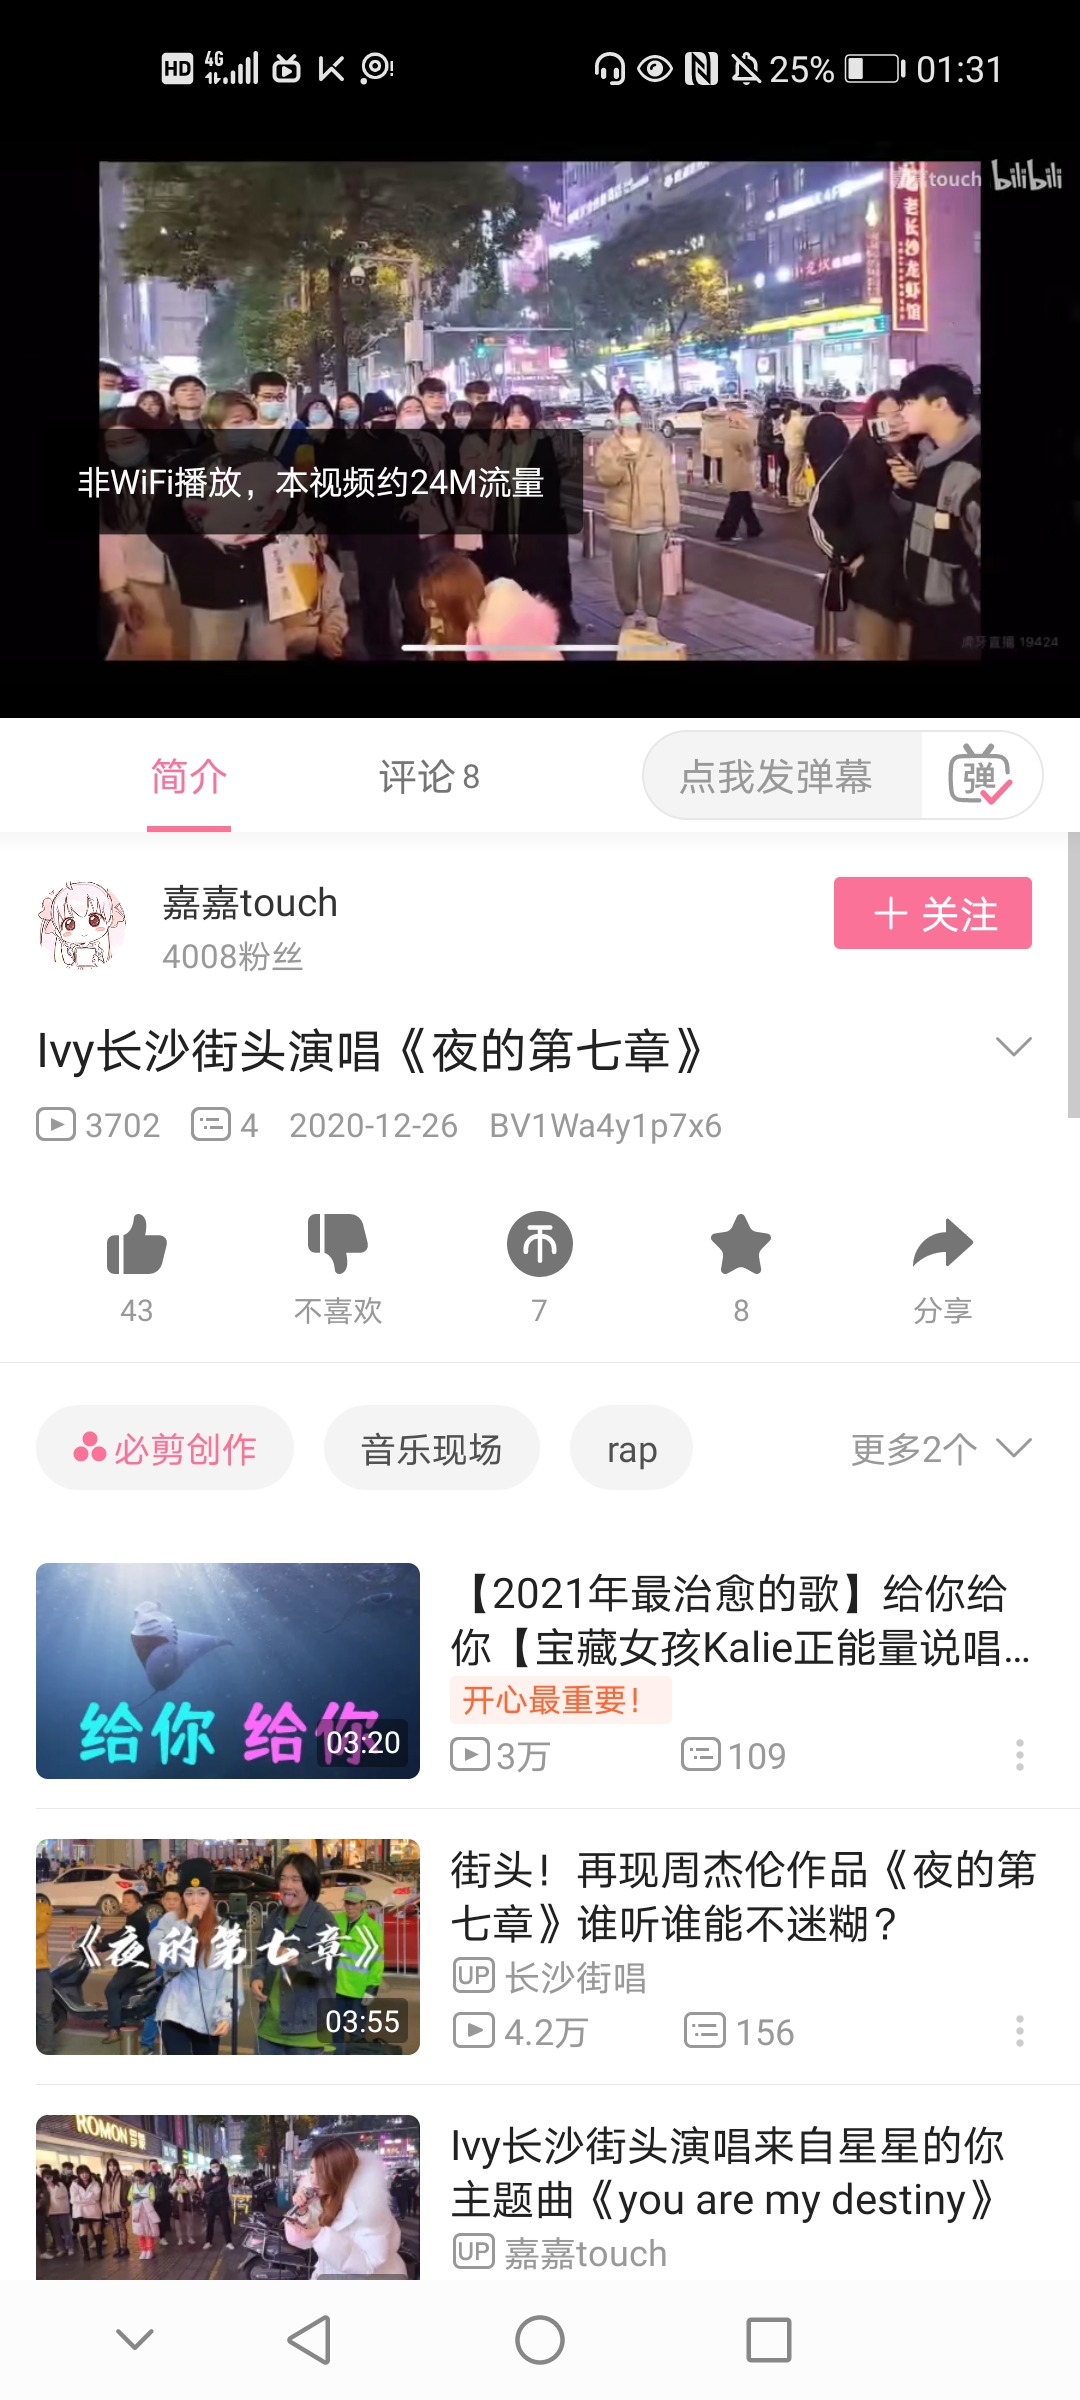 HD 4G 25% 01:31
嘉touch bilibili
老长沙龙虾馆
非WiFi播放，本视频约24M流量
虎牙直播 19424
简介 评论 8 点我发弹幕 弹
嘉嘉touch
4008粉丝
关注
Ivy长沙街头演唱《夜的第七章》
3702 4 2020-12-26 BV1Wa4y1p7x6
43 不喜欢 7 8 分享
必剪创作 音乐现场 rap 更多2个
给你 给你
03:20
【2021年最治愈的歌】给你给
你【宝藏女孩Kalie正能量说唱...
开心最重要！
3万 109
《夜的第七章》
03:55
街头！再现周杰伦作品《夜的第
七章》谁听谁能不迷糊？
UP 长沙街唱
4.2万 156
ROMON
Ivy长沙街头演唱来自星星的你
主题曲《you are my destiny》
UP 嘉嘉touch